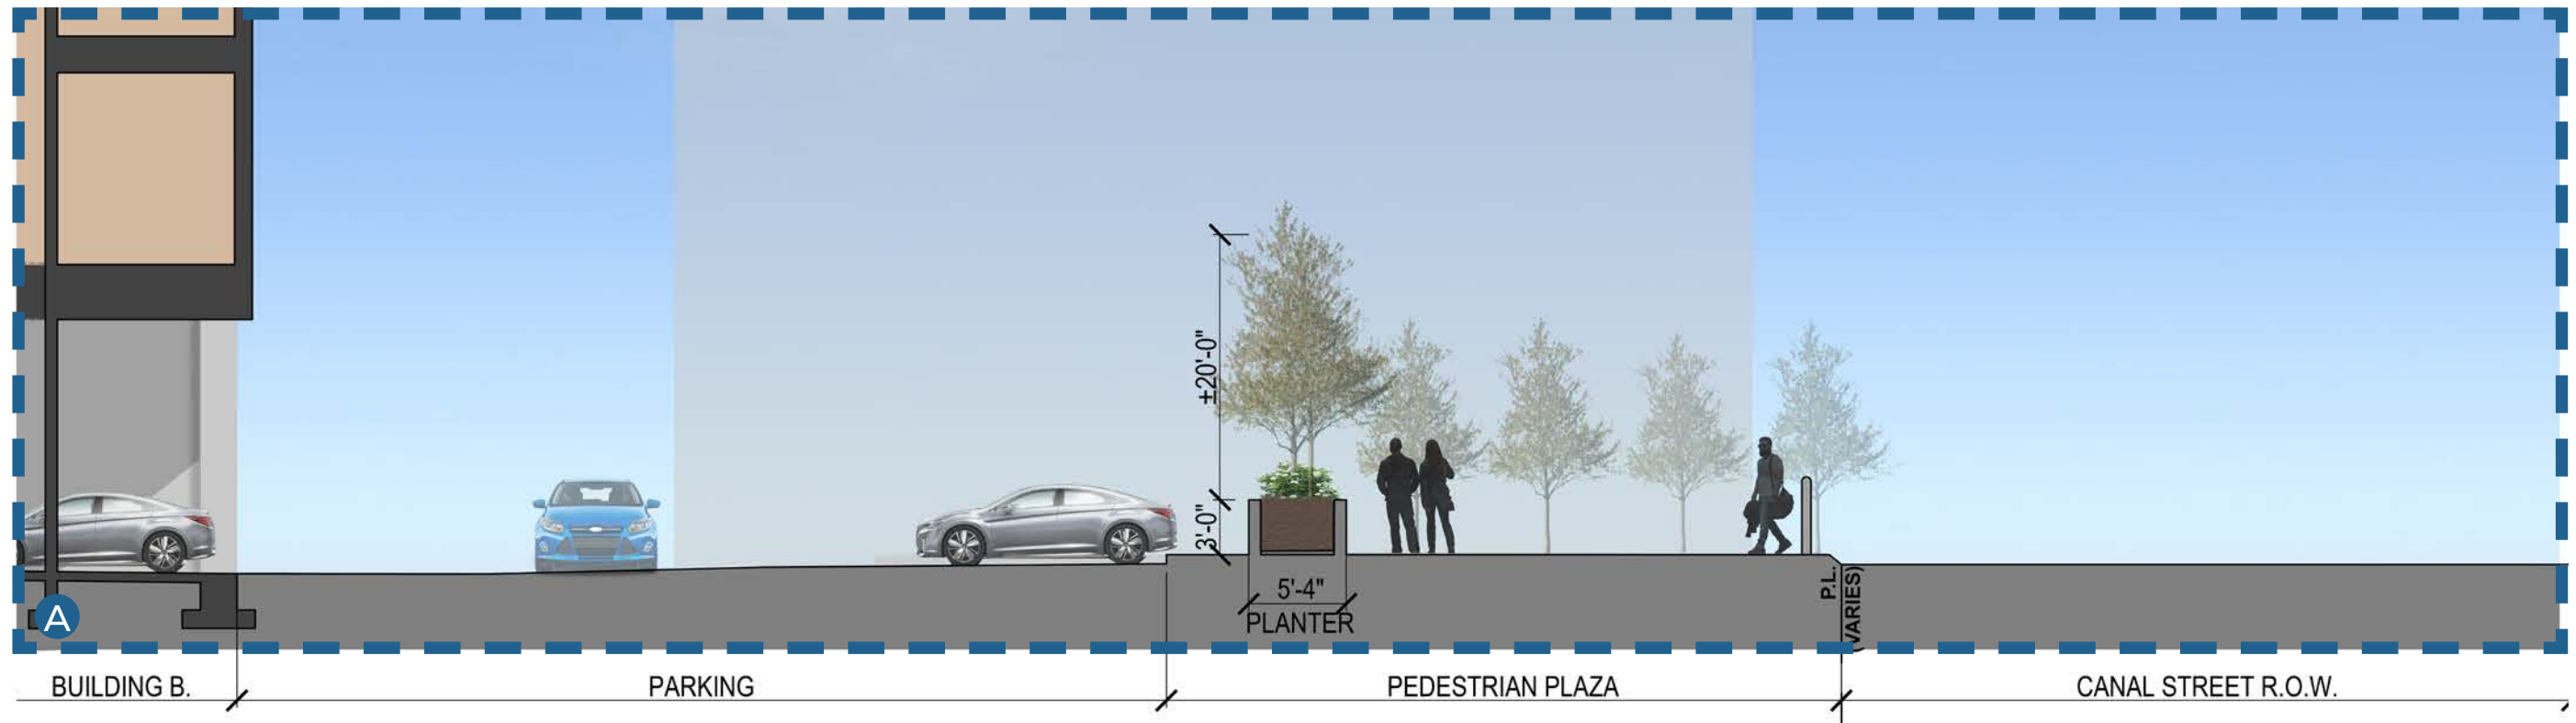 ±20'-0"
3'-0"
5'-4"
PLANTER
P.L.
(VARIES)
A
BUILDING B.
PARKING
PEDESTRIAN PLAZA
CANAL STREET R.O.W.